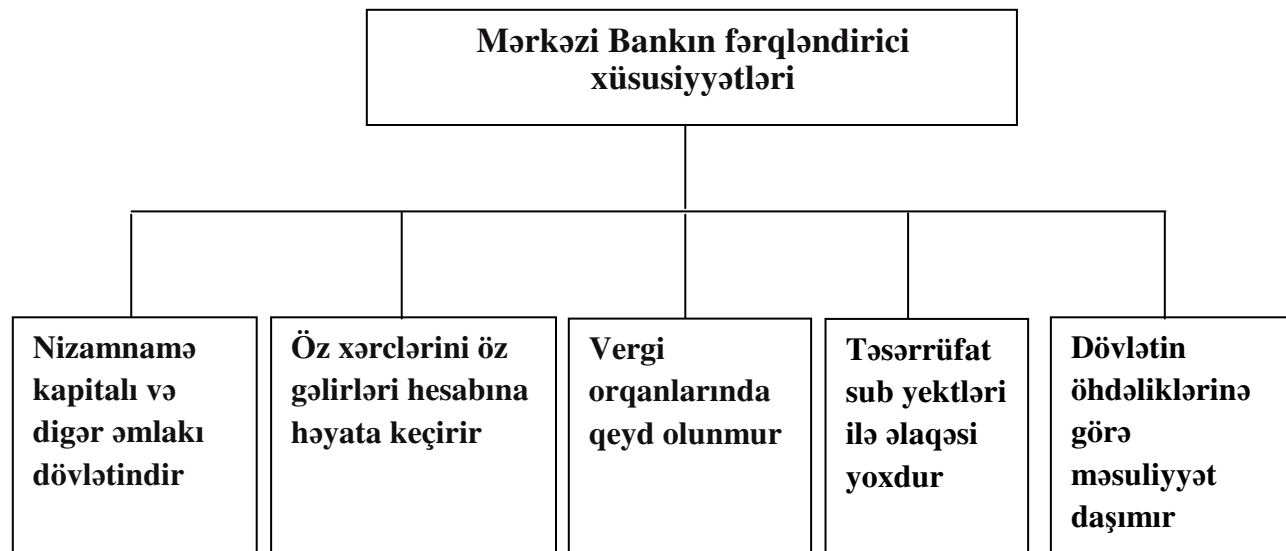 Mərkəzi Bankın fərqləndirici
xüsusiyyətləri
Nizamnamə
kapitalı və
digər əmlakı
dövlətindir
Öz xərclərini öz
gəlirləri hesabına
həyata keçirir
Vergi
orqanlarında
qeyd olunmur
Təsərrüfat
sub yektləri
ilə əlaqəsi
yoxdur
Dövlətin
öhdəliklərinə
görə
məsuliyyət
daşımır